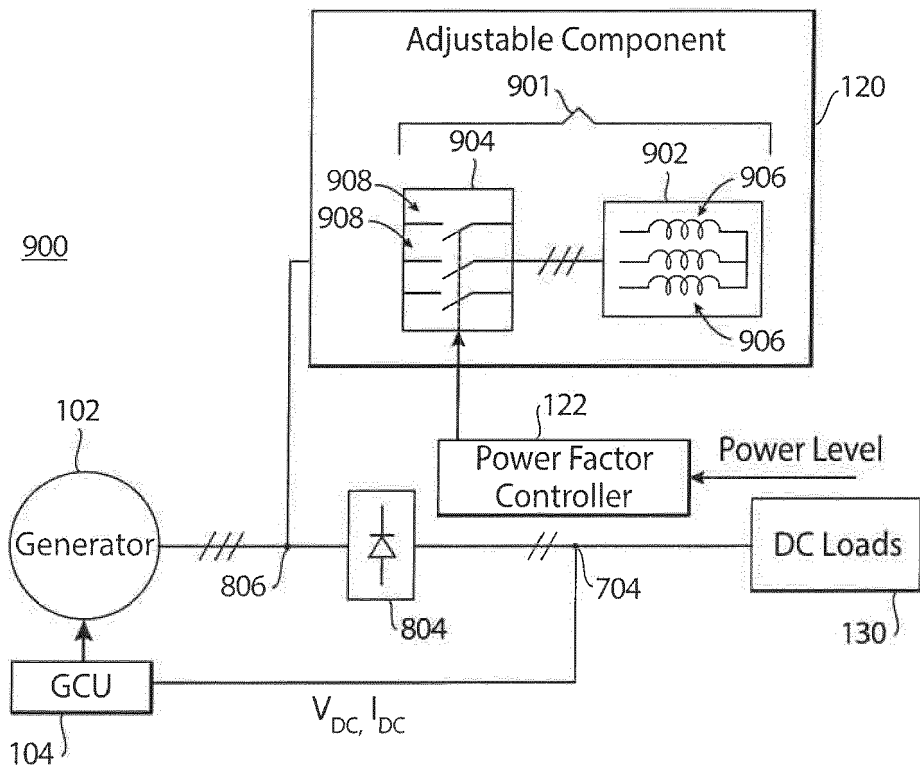 Adjustable Component
901
120
904
902
908
906
908
900
906
102
122
Power Factor
Controller
Power Level
Generator
DC Loads
806
704
804
130
GCU
V_DC, I_DC
104